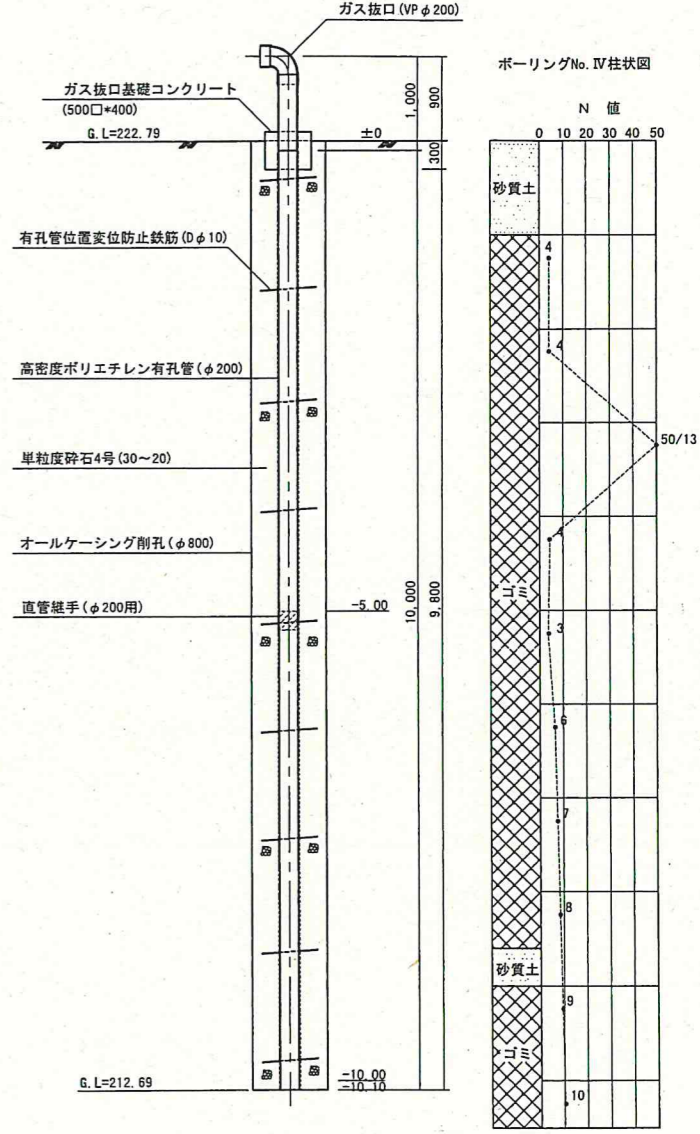 ガス抜口(VPφ200)
ガス抜口基礎コンクリート
(500□*400)
G.L=222.79
±0
1,000
900
300
有孔管位置変位防止鉄筋(Dφ10)
高密度ポリエチレン有孔管(φ200)
単粒度砕石4号(30～20)
オールケーシング削孔(φ800)
直管継手(φ200用)
-5.00
10,000
9,800
G.L=212.69
-10.00
-10.10
ボーリングNo.Ⅳ柱状図
N 値
0 10 20 30 40 50
砂質土
4
4
50/13
4
ゴミ
3
6
7
8
砂質土
9
ゴミ
10